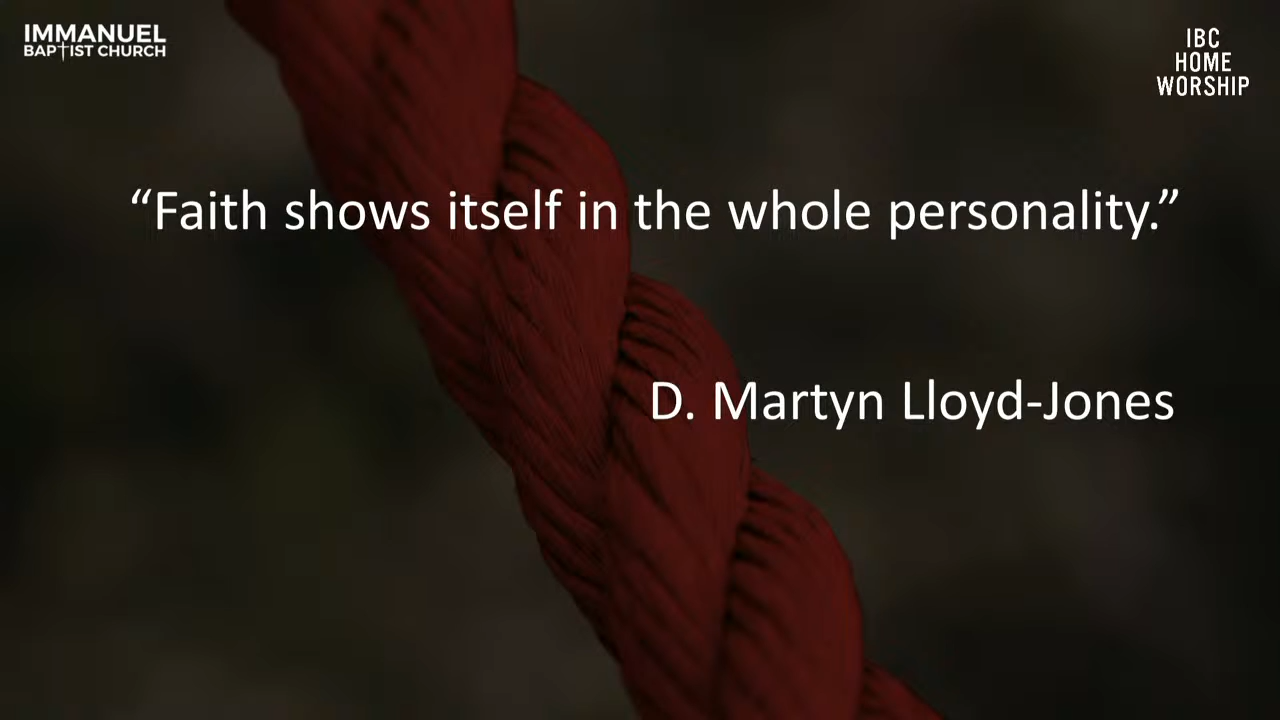 IMMANUEL
BAPTIST CHURCH
IBC
HOME
WORSHIP
“Faith shows itself in the whole personality.”
D. Martyn Lloyd-Jones